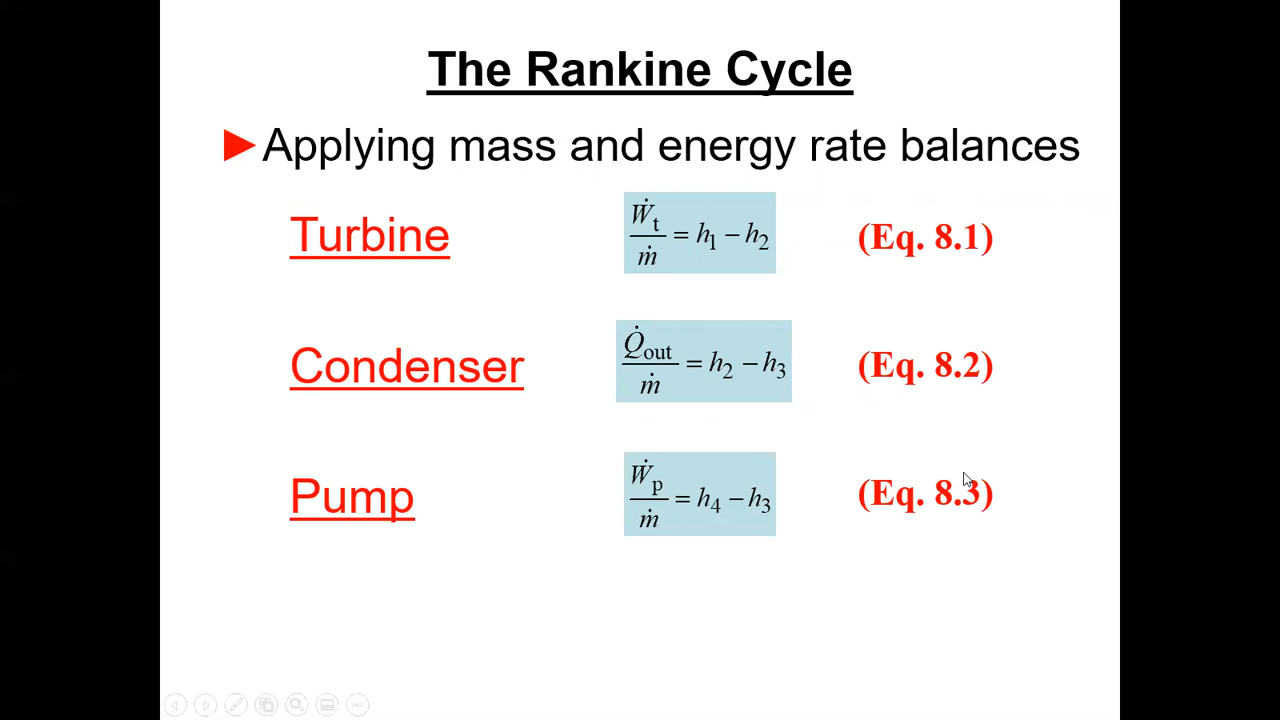 The Rankine Cycle
►Applying mass and energy rate balances
Turbine Ẇt/ṁ = h1 − h2 (Eq. 8.1)
Condenser Q̇out/ṁ = h2 − h3 (Eq. 8.2)
Pump Ẇp/ṁ = h4 − h3 (Eq. 8.3)